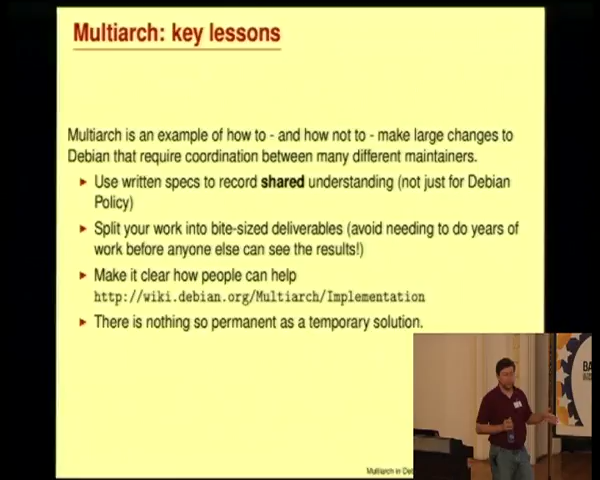 Multiarch: key lessons
Multiarch is an example of how to - and how not to - make large changes to
Debian that require coordination between many different maintainers.
Use written specs to record shared understanding (not just for Debian
Policy)
Split your work into bite-sized deliverables (avoid needing to do years of
work before anyone else can see the results!)
Make it clear how people can help
http://wiki.debian.org/Multiarch/Implementation
There is nothing so permanent as a temporary solution.
Multiarch in Deb
BA